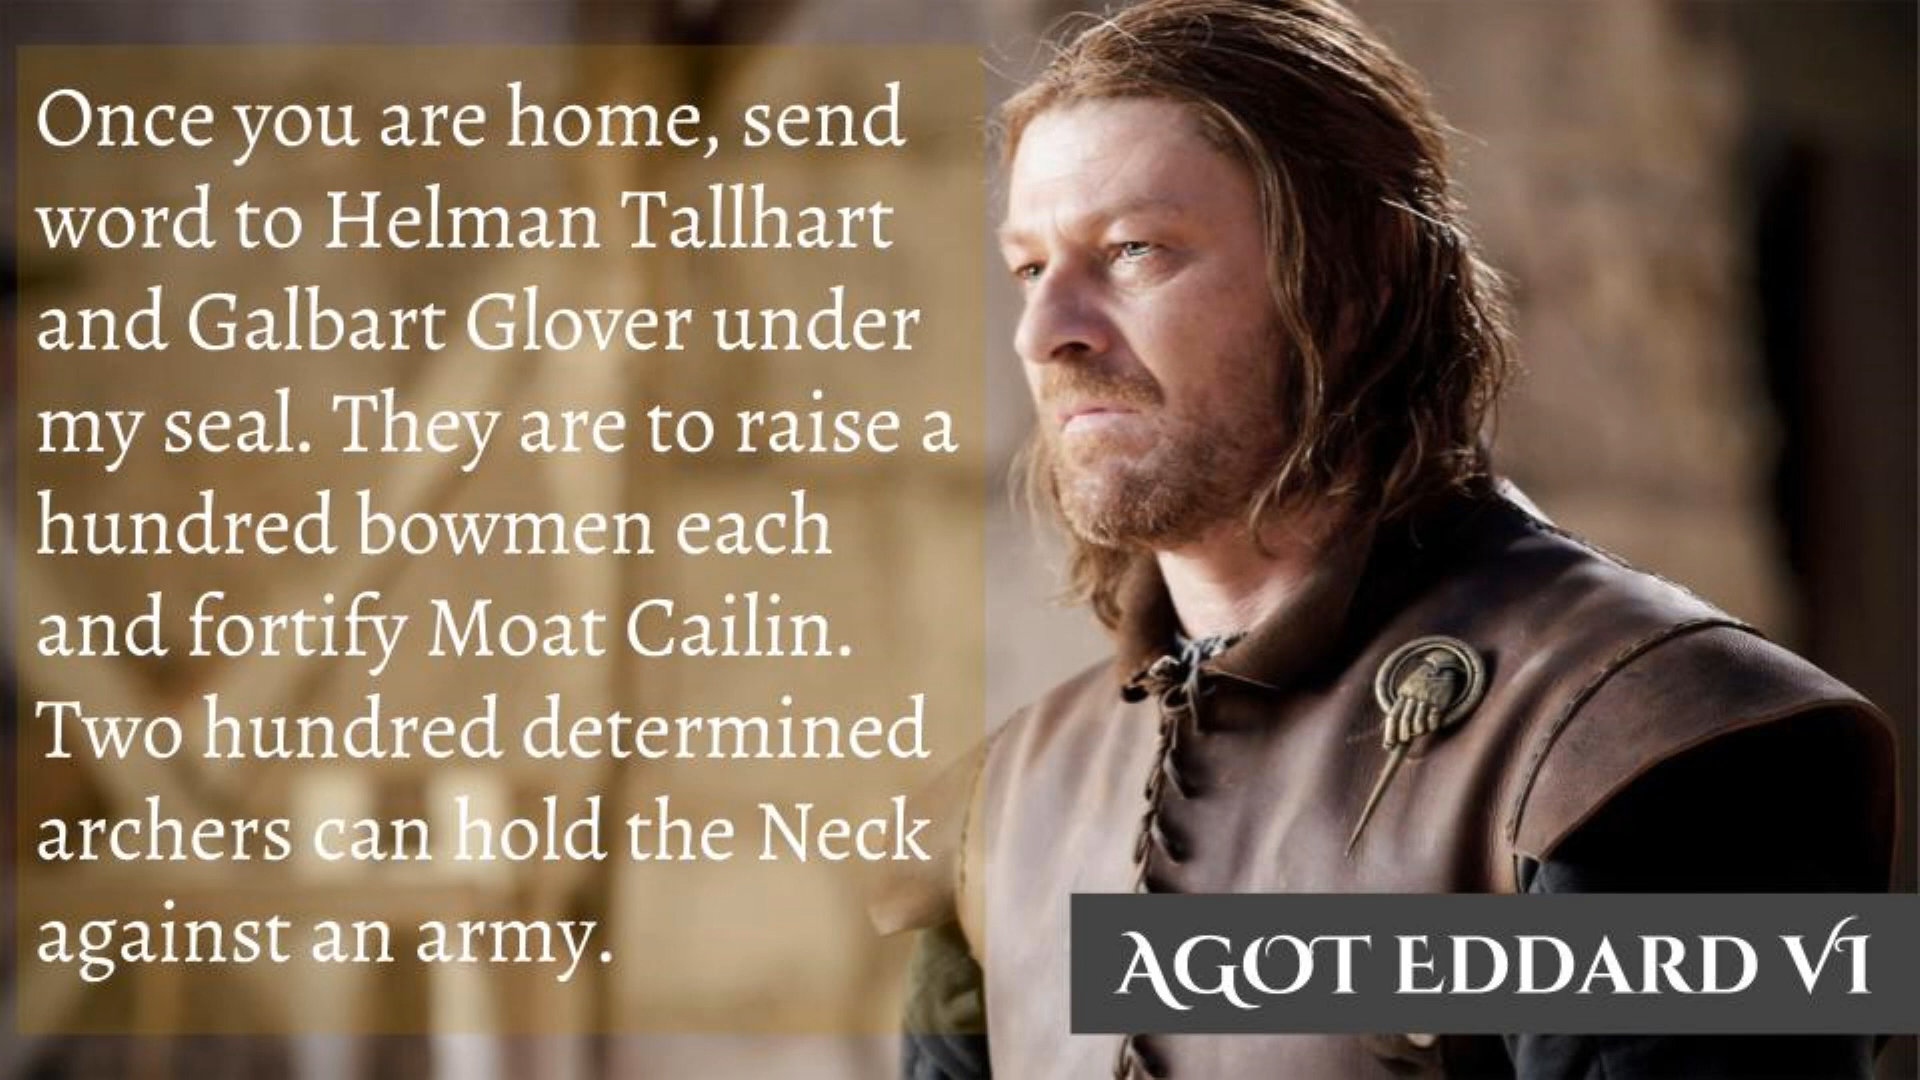 Once you are home, send
word to Helman Tallhart
and Galbart Glover under
my seal. They are to raise a
hundred bowmen each
and fortify Moat Cailin.
Two hundred determined
archers can hold the Neck
against an army.
AGOT EDDARD VI